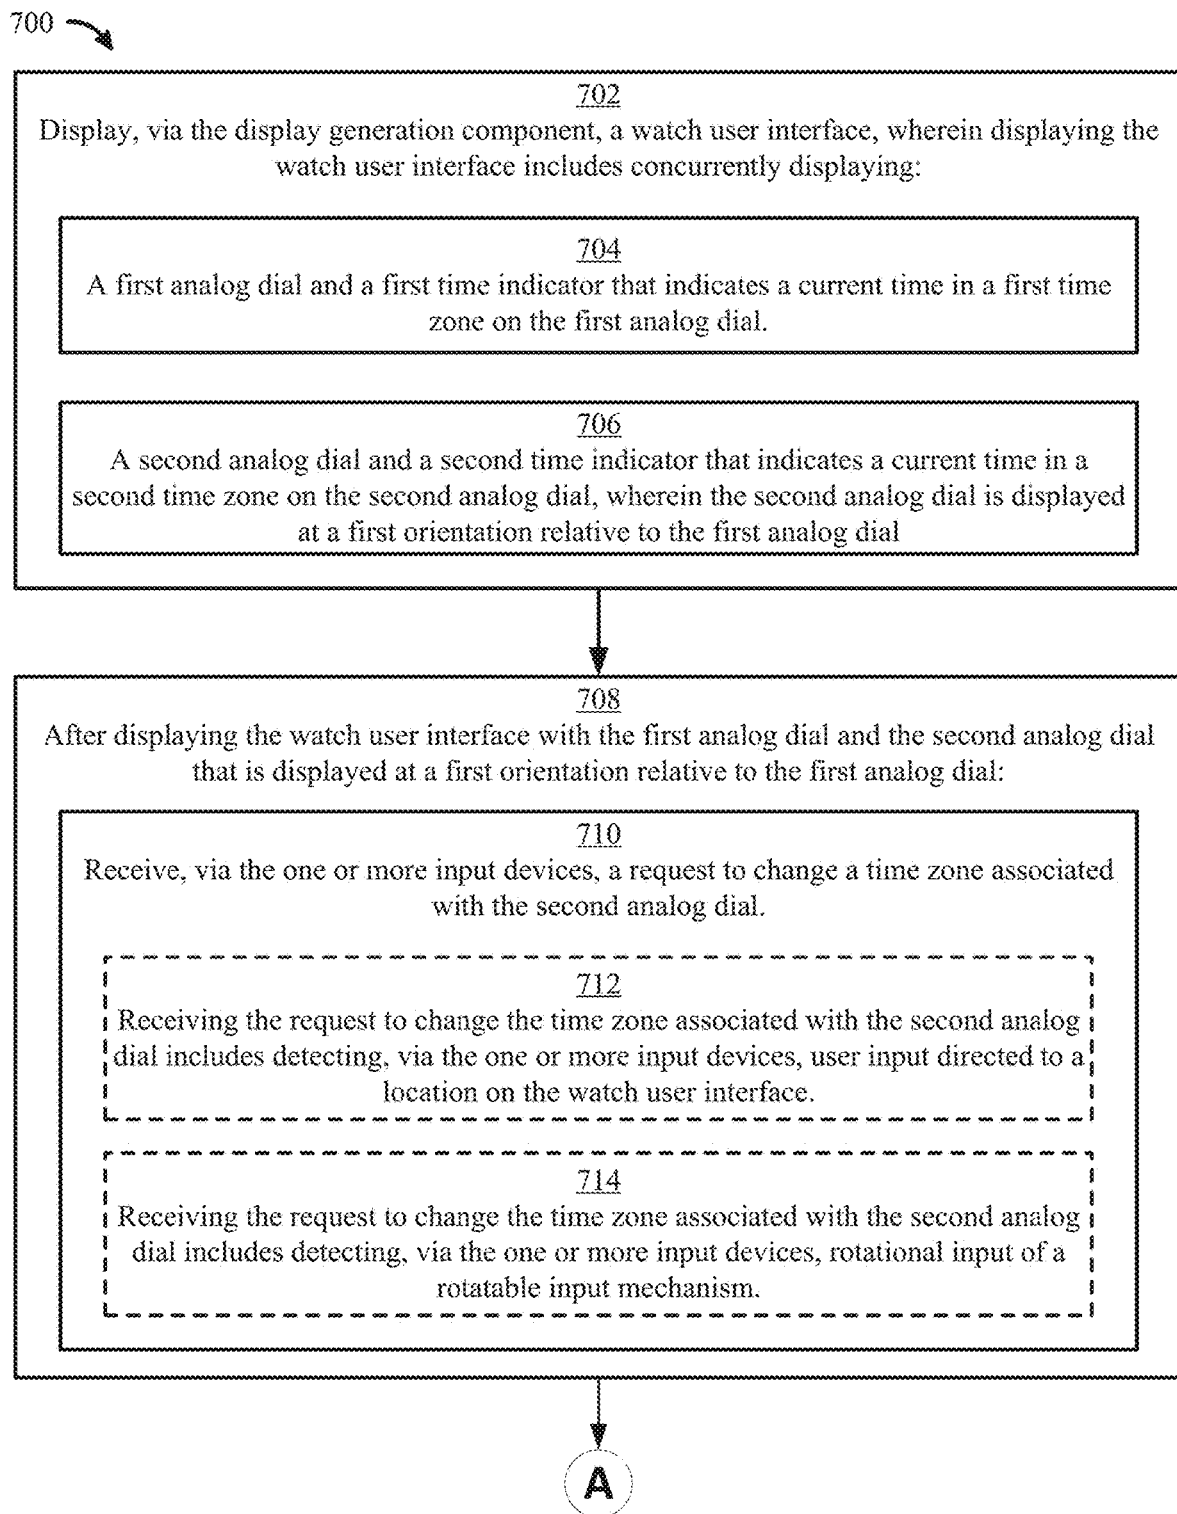 700
702
Display, via the display generation component, a watch user interface, wherein displaying the
watch user interface includes concurrently displaying:
704
A first analog dial and a first time indicator that indicates a current time in a first time
zone on the first analog dial.
706
A second analog dial and a second time indicator that indicates a current time in a
second time zone on the second analog dial, wherein the second analog dial is displayed
at a first orientation relative to the first analog dial
708
After displaying the watch user interface with the first analog dial and the second analog dial
that is displayed at a first orientation relative to the first analog dial:
710
Receive, via the one or more input devices, a request to change a time zone associated
with the second analog dial.
712
Receiving the request to change the time zone associated with the second analog
dial includes detecting, via the one or more input devices, user input directed to a
location on the watch user interface.
714
Receiving the request to change the time zone associated with the second analog
dial includes detecting, via the one or more input devices, rotational input of a
rotatable input mechanism.
A